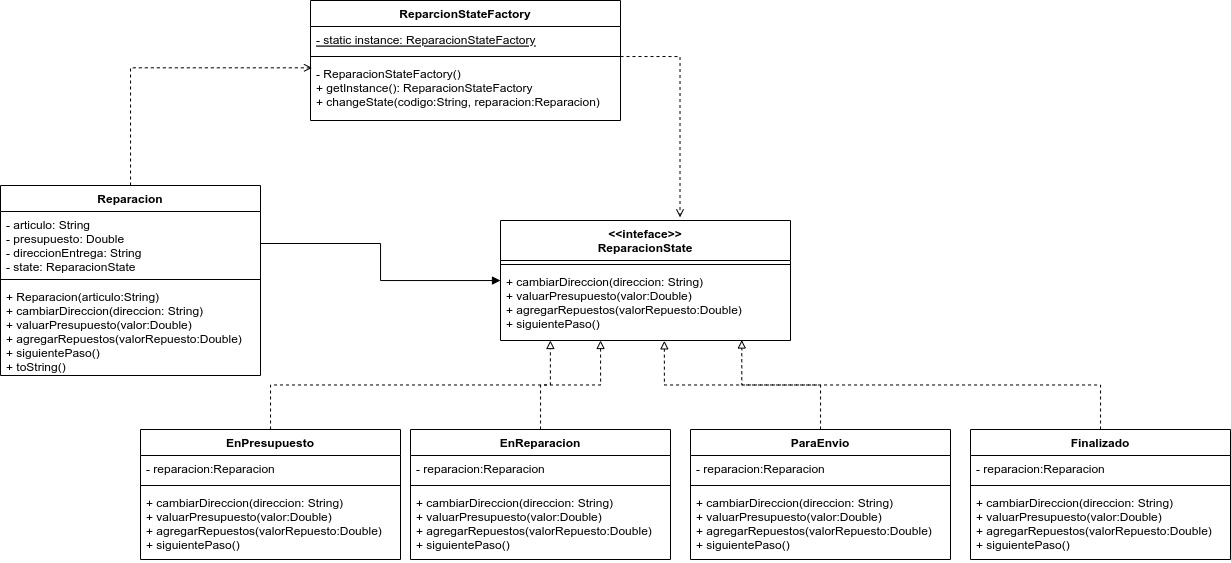 ReparcionStateFactory
- static instance: ReparacionStateFactory
- ReparacionStateFactory()
+ getInstance(): ReparacionStateFactory
+ changeState(codigo:String, reparacion:Reparacion)
Reparacion
- articulo: String
- presupuesto: Double
- direccionEntrega: String
- state: ReparacionState
+ Reparacion(articulo:String)
+ cambiarDireccion(direccion: String)
+ valuarPresupuesto(valor:Double)
+ agregarRepuestos(valorRepuesto:Double)
+ siguientePaso()
+ toString()
<<inteface>>
ReparacionState
+ cambiarDireccion(direccion: String)
+ valuarPresupuesto(valor:Double)
+ agregarRepuestos(valorRepuesto:Double)
+ siguientePaso()
EnPresupuesto
- reparacion:Reparacion
+ cambiarDireccion(direccion: String)
+ valuarPresupuesto(valor:Double)
+ agregarRepuestos(valorRepuesto:Double)
+ siguientePaso()
EnReparacion
- reparacion:Reparacion
+ cambiarDireccion(direccion: String)
+ valuarPresupuesto(valor:Double)
+ agregarRepuestos(valorRepuesto:Double)
+ siguientePaso()
ParaEnvio
- reparacion:Reparacion
+ cambiarDireccion(direccion: String)
+ valuarPresupuesto(valor:Double)
+ agregarRepuestos(valorRepuesto:Double)
+ siguientePaso()
Finalizado
- reparacion:Reparacion
+ cambiarDireccion(direccion: String)
+ valuarPresupuesto(valor:Double)
+ agregarRepuestos(valorRepuesto:Double)
+ siguientePaso()